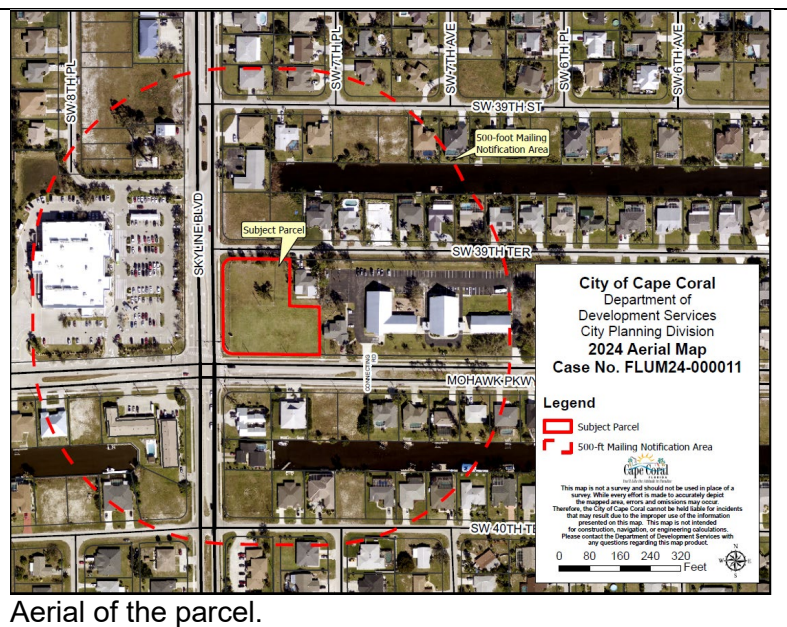 SW 8TH PL
SW 7TH PL
SW 7TH AVE
SW 6TH PL
SW 6TH AVE
SW 39TH ST
500-foot Mailing
Notification Area
SKYLINE BLVD
Subject Parcel
SW 39TH TER
CONNECTING
RD
MOHAWK PKWY
SW 40TH TE
City of Cape Coral
Department of
Development Services
City Planning Division
2024 Aerial Map
Case No. FLUM24-000011
Legend
Subject Parcel
500-ft Mailing Notification Area
Cape Coral
This map is not a survey and should not be used in place of a
survey. While every effort is made to accurately depict
the mapped area, errors and omissions may occur.
Therefore, the City of Cape Coral cannot be held liable for incidents
that may result due to the improper use of the information
presented on this map. This map is not intended
for construction, navigation, or engineering calculations.
Please contact the Department of Development Services with
any questions regarding this map product.
0 80 160 240 320
Feet
N
W
E
S
Aerial of the parcel.